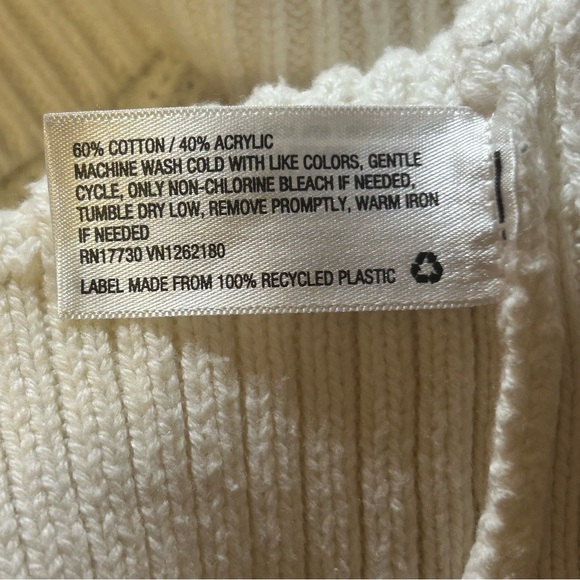 60% COTTON / 40% ACRYLIC
MACHINE WASH COLD WITH LIKE COLORS, GENTLE
CYCLE, ONLY NON-CHLORINE BLEACH IF NEEDED,
TUMBLE DRY LOW, REMOVE PROMPTLY, WARM IRON
IF NEEDED
RN17730 VN1262180
LABEL MADE FROM 100% RECYCLED PLASTIC